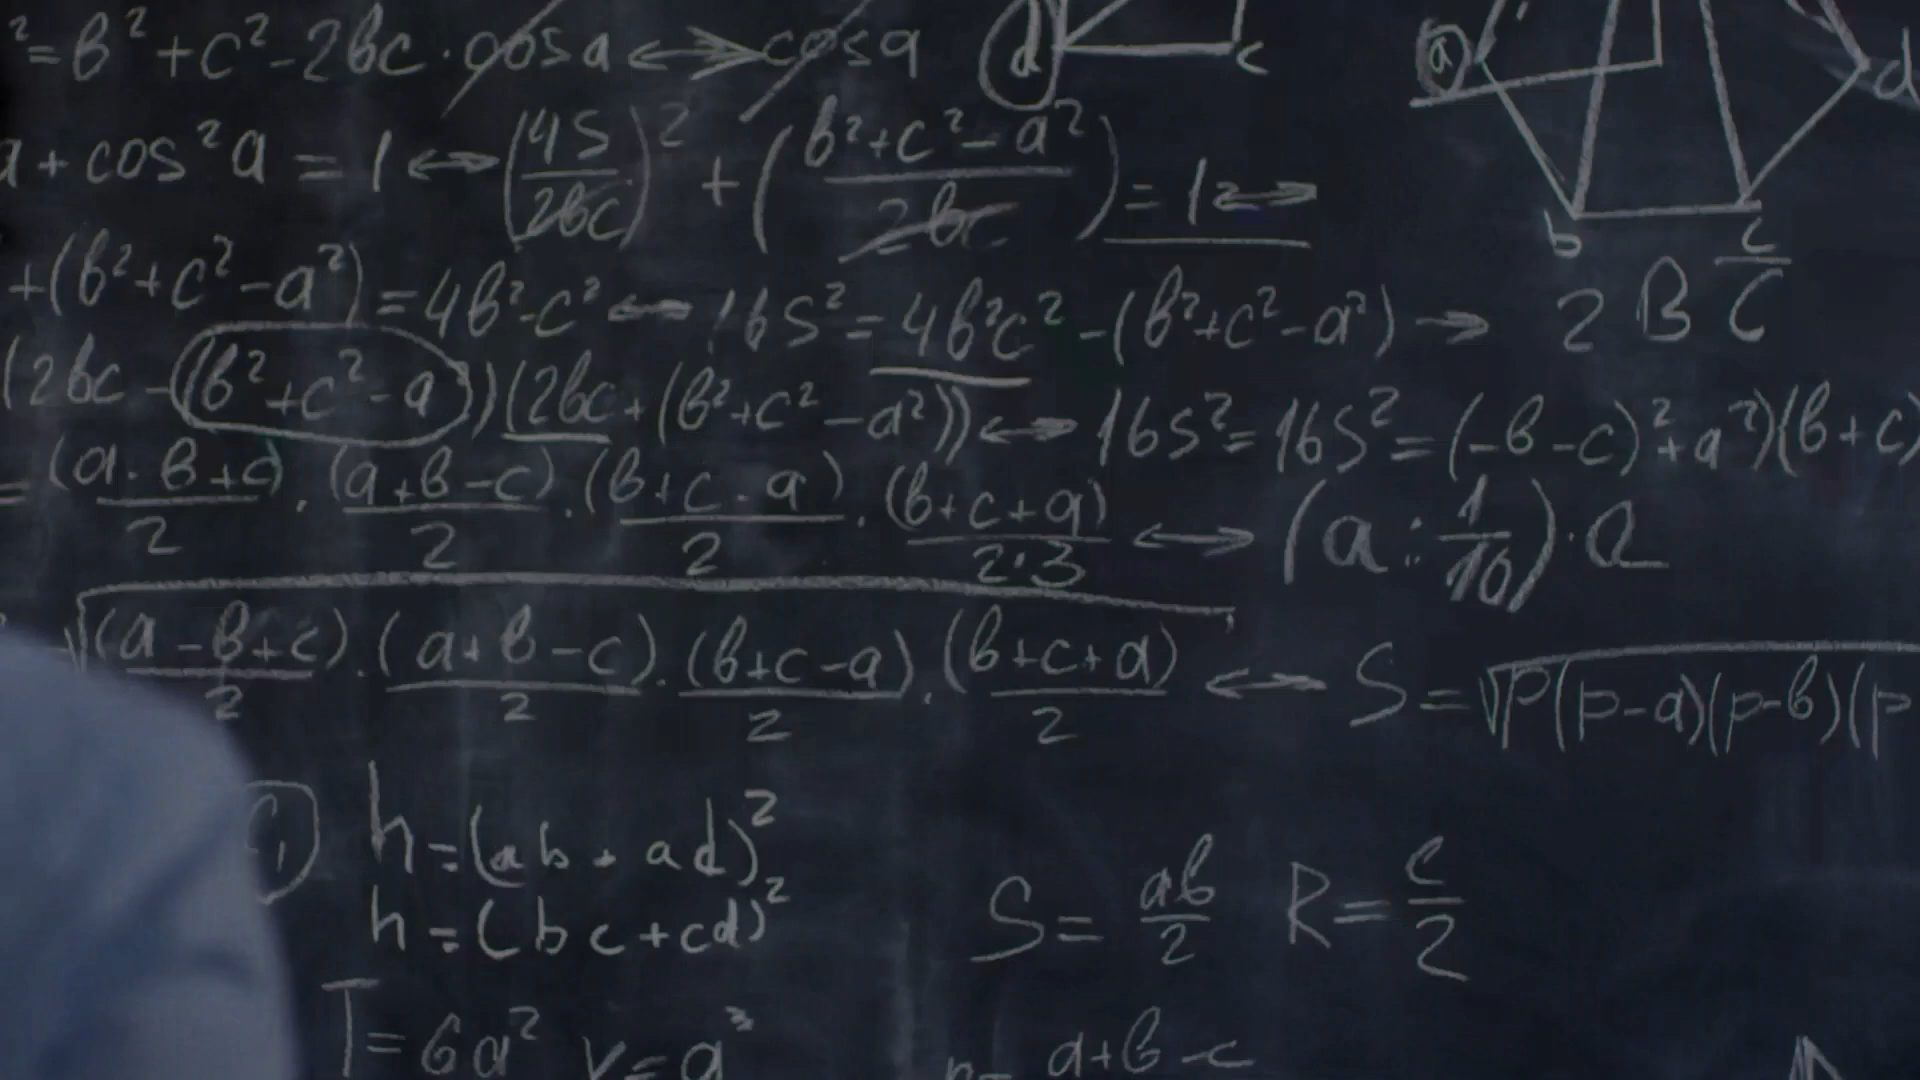 ²=b²+c²-2bc·cosa⟷cosa (d) c
a+cos²a=1⟷(4S/2bc)²+((b²+c²-a²)/2bc)=1⟷
+(b²+c²-a²)=4b²-c²⟷16S²=4b²c²-(b²+c²-a²)→
(2bc-(b²+c²-a))(2bc+(b²+c²-a²))⟷16S²=16S²=(-b-c)²+a²)(b+c)
=(a·b+c)/2·(a+b-c)/2·(b+c-a)/2·(b+c+a)/2·3⟷(a:1/10)·a
√(a-b+c)/2·(a+b-c)/2·(b+c-a)/2·(b+c+a)/2⟷S=√p(p-a)(p-b)(p
a d
b c
2 B C/C
h=(ab+ad)²
h=(bc+cd)²
S=ab/2 R=c/2
T=6a² V=a³
a+b-c